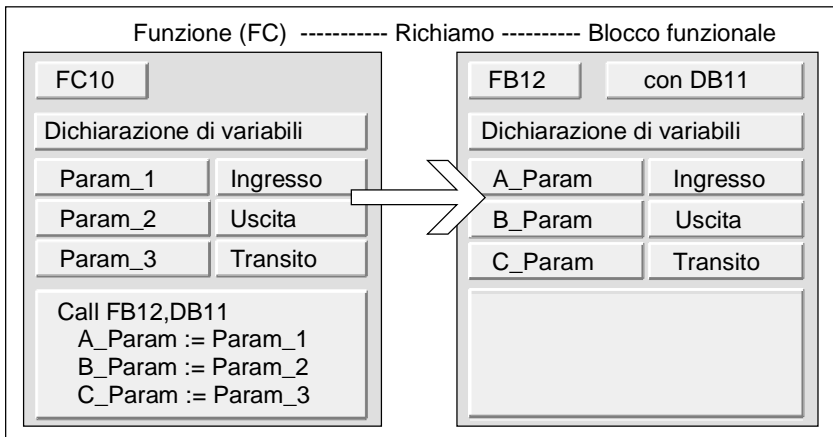 Funzione (FC) ----------- Richiamo ---------- Blocco funzionale
FC10
Dichiarazione di variabili
Param_1 Ingresso
Param_2 Uscita
Param_3 Transito
Call FB12,DB11
A_Param := Param_1
B_Param := Param_2
C_Param := Param_3
FB12 con DB11
Dichiarazione di variabili
A_Param Ingresso
B_Param Uscita
C_Param Transito